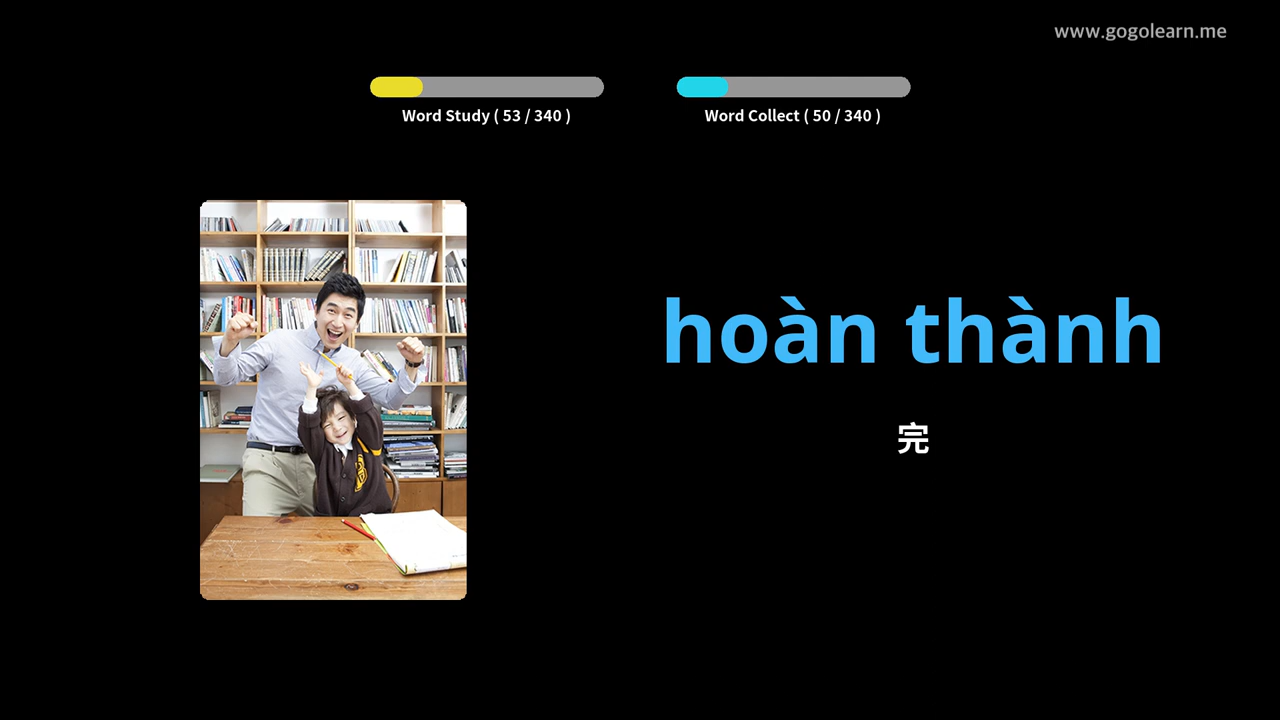 www.gogolearn.me
Word Study ( 53 / 340 )
Word Collect ( 50 / 340 )
hoàn thành
完